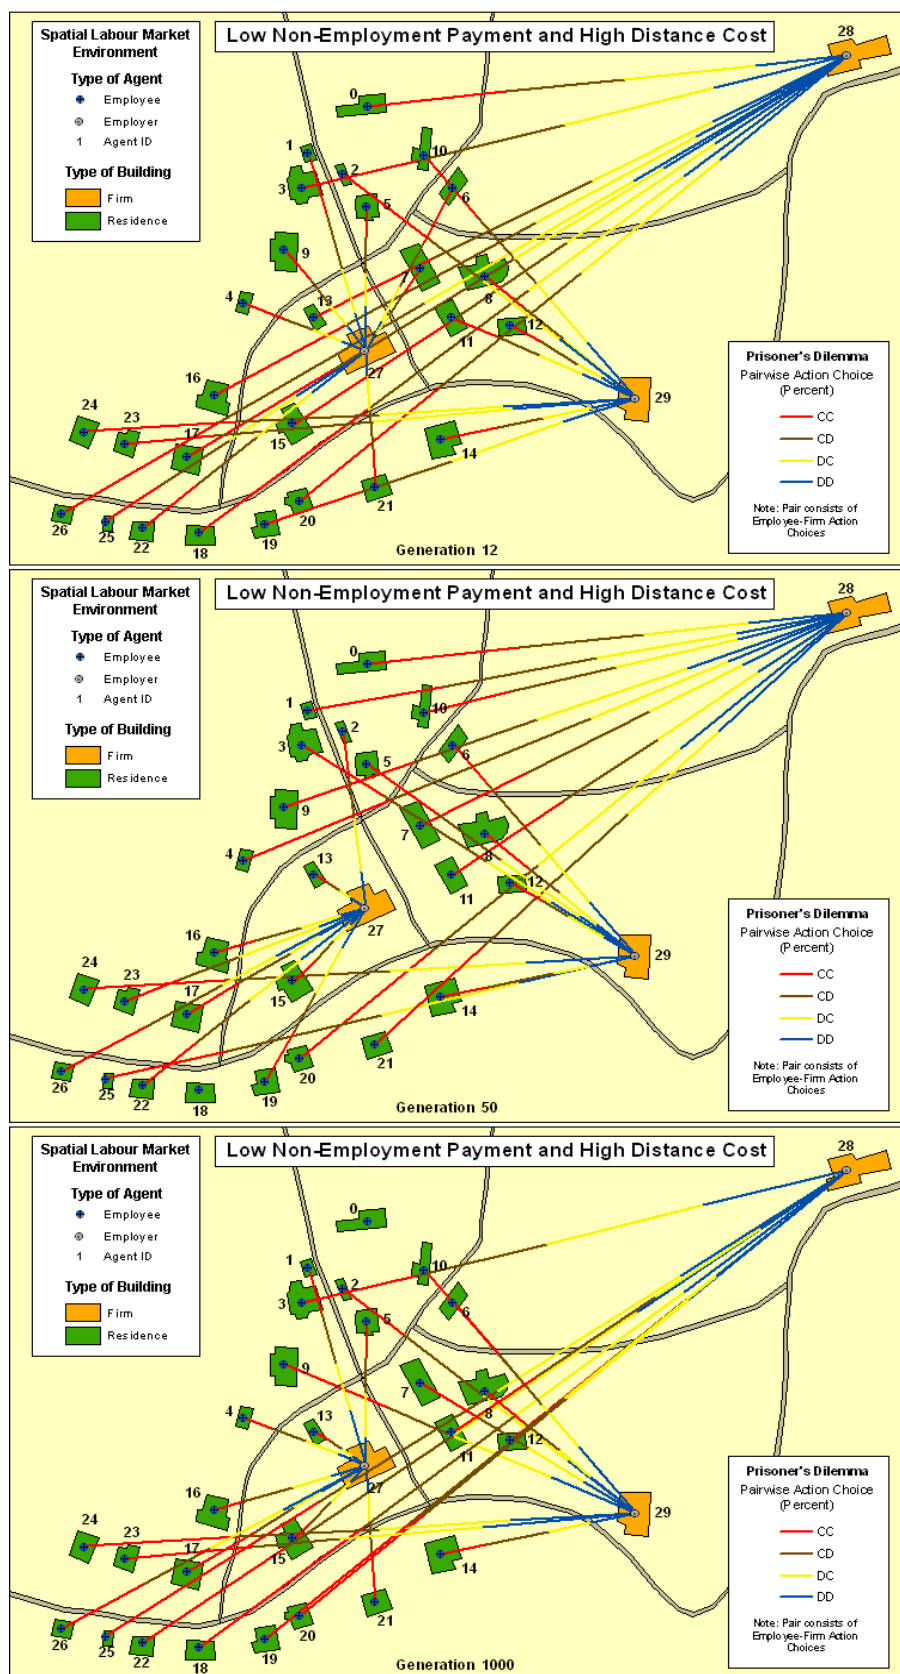 Low Non-Employment Payment and High Distance Cost
Spatial Labour Market
Environment
Type of Agent
Employee
Employer
1 Agent ID
Type of Building
Firm
Residence
28
0
1
2
10
3
5
6
9
7
8
4
13
11
12
27
16
29
24
23
17
15
14
26
25
22
18
19
20
21
Prisoner's Dilemma
Pairwise Action Choice
(Percent)
CC
CD
DC
DD
Note: Pair consists of
Employee-Firm Action
Choices
Generation 12
Low Non-Employment Payment and High Distance Cost
Spatial Labour Market
Environment
Type of Agent
Employee
Employer
1 Agent ID
Type of Building
Firm
Residence
28
0
1
2
10
3
5
6
9
7
8
4
13
11
12
27
16
29
24
23
17
15
14
26
25
22
18
19
20
21
Prisoner's Dilemma
Pairwise Action Choice
(Percent)
CC
CD
DC
DD
Note: Pair consists of
Employee-Firm Action
Choices
Generation 50
Low Non-Employment Payment and High Distance Cost
Spatial Labour Market
Environment
Type of Agent
Employee
Employer
1 Agent ID
Type of Building
Firm
Residence
28
0
1
2
10
3
5
6
9
7
8
4
13
11
12
27
16
29
24
23
17
15
14
26
25
22
18
19
20
21
Prisoner's Dilemma
Pairwise Action Choice
(Percent)
CC
CD
DC
DD
Note: Pair consists of
Employee-Firm Action
Choices
Generation 1000